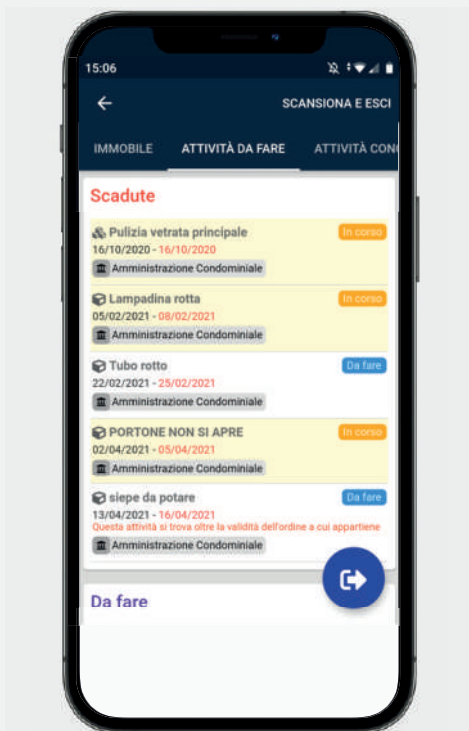 15:06
SCANSIONA E ESCI
IMMOBILE ATTIVITÀ DA FARE ATTIVITÀ CON
Scadute
Pulizia vetrata principale In corso
16/10/2020 - 16/10/2020
Amministrazione Condominiale
Lampadina rotta In corso
05/02/2021 - 08/02/2021
Amministrazione Condominiale
Tubo rotto Da fare
22/02/2021 - 25/02/2021
Amministrazione Condominiale
PORTONE NON SI APRE In corso
02/04/2021 - 05/04/2021
Amministrazione Condominiale
siepe da potare Da fare
13/04/2021 - 16/04/2021
Questa attività si trova oltre la validità dell'ordine a cui appartiene
Amministrazione Condominiale
Da fare